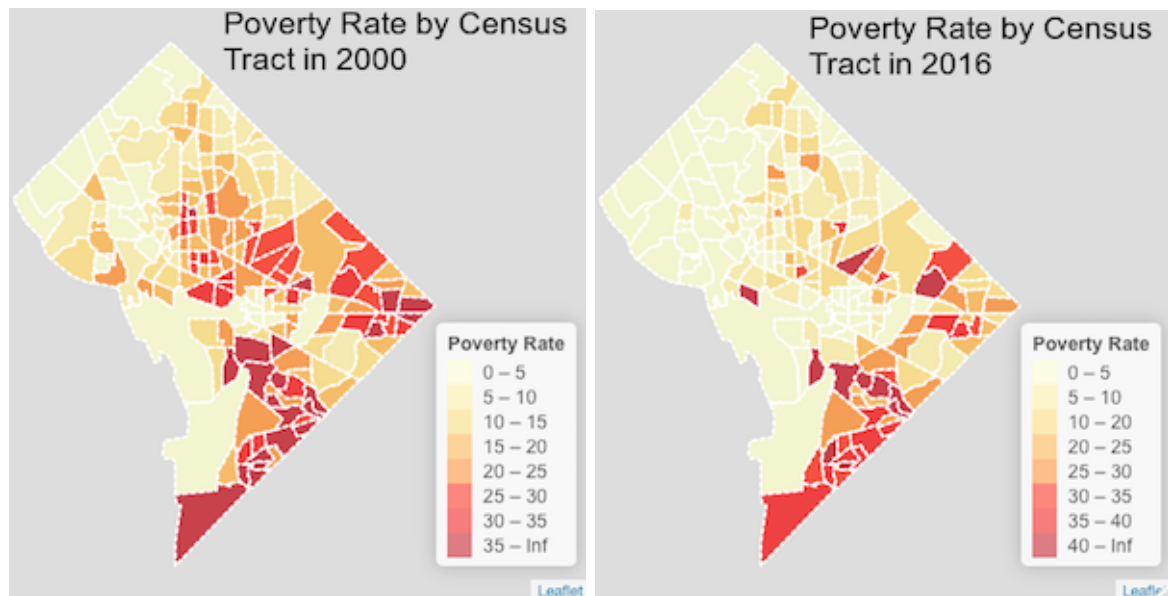 Poverty Rate by Census
Tract in 2000
Poverty Rate
0 – 5
5 – 10
10 – 15
15 – 20
20 – 25
25 – 30
30 – 35
35 – Inf
Leaflet
Poverty Rate by Census
Tract in 2016
Poverty Rate
0 – 5
5 – 10
10 – 20
20 – 25
25 – 30
30 – 35
35 – 40
40 – Inf
Leaflet